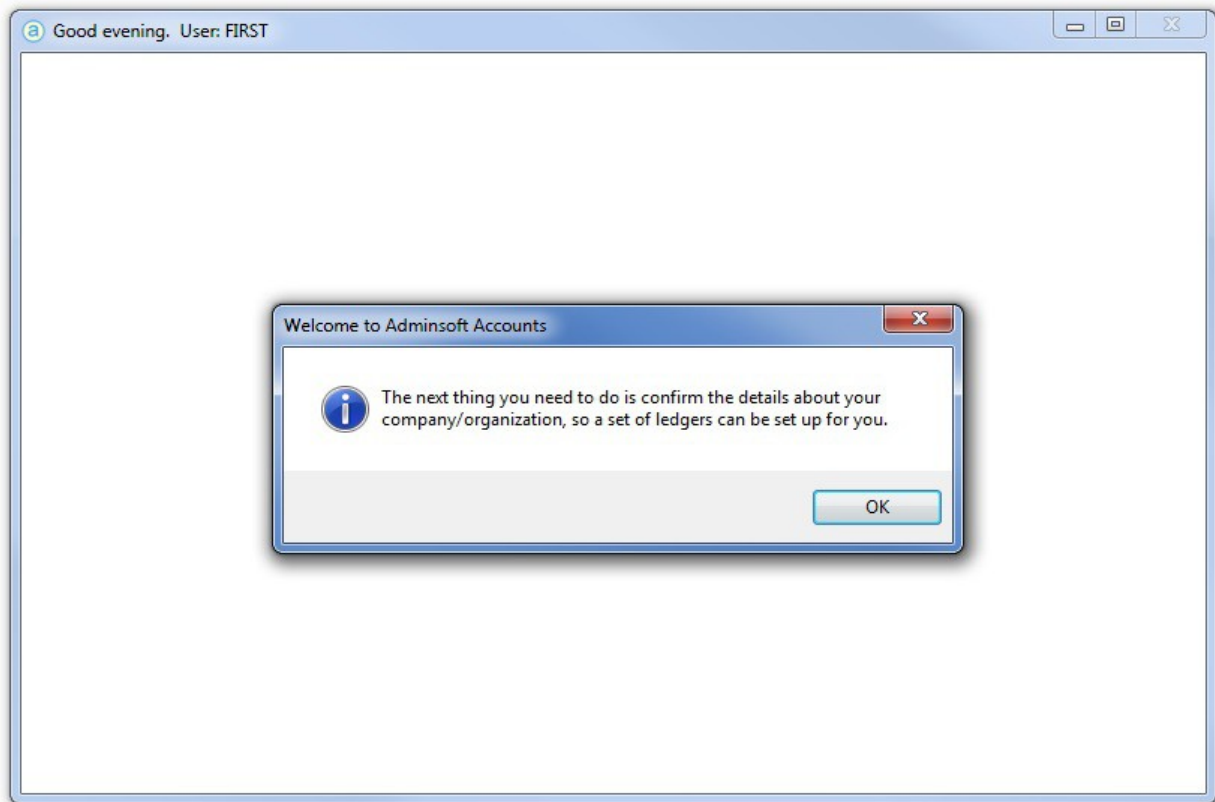 a Good evening. User: FIRST
Welcome to Adminsoft Accounts
The next thing you need to do is confirm the details about your
company/organization, so a set of ledgers can be set up for you.
OK